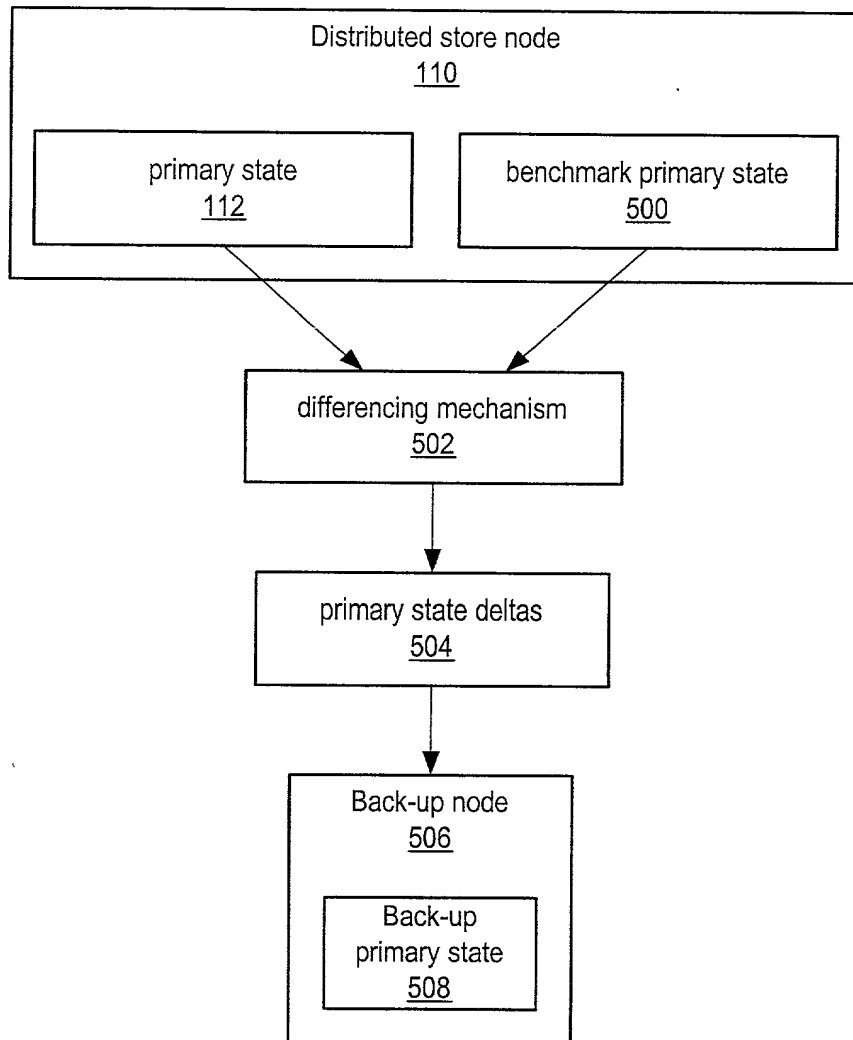 Distributed store node
110
primary state
112
benchmark primary state
500
differencing mechanism
502
primary state deltas
504
Back-up node
506
Back-up
primary state
508